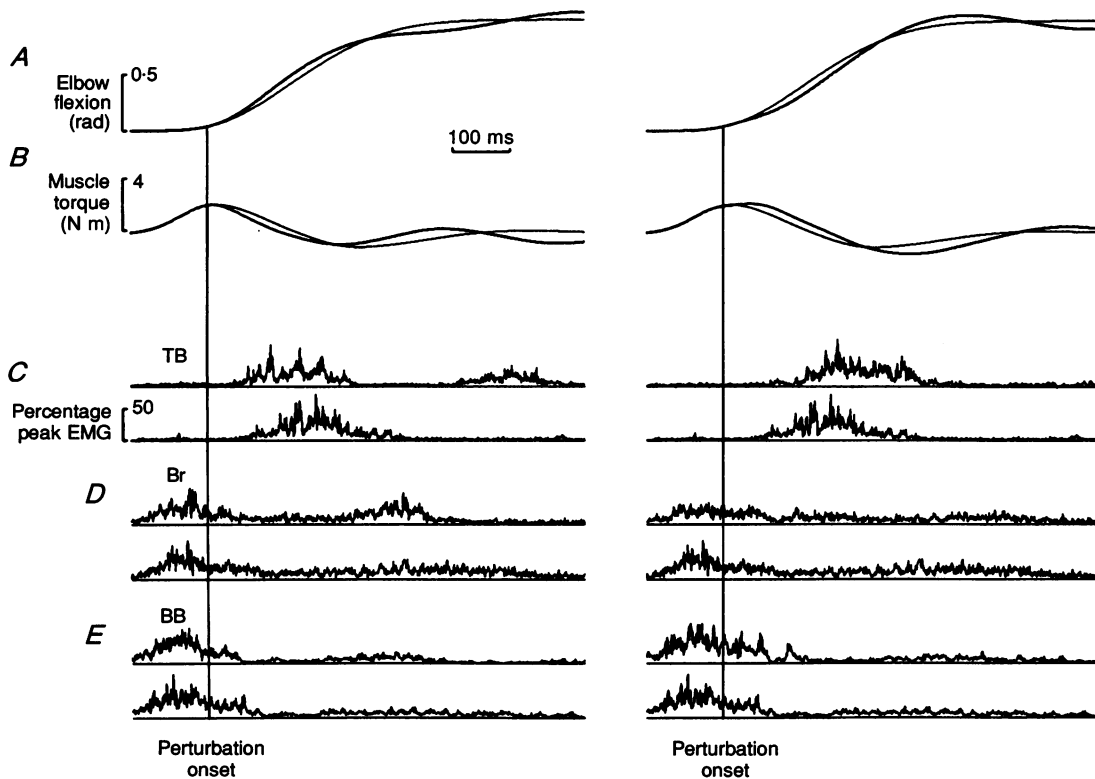 A
Elbow
flexion
(rad)
0·5
100 ms
B
Muscle
torque
(N m)
4
TB
C
Percentage
peak EMG
50
Br
D
BB
E
Perturbation
onset
Perturbation
onset